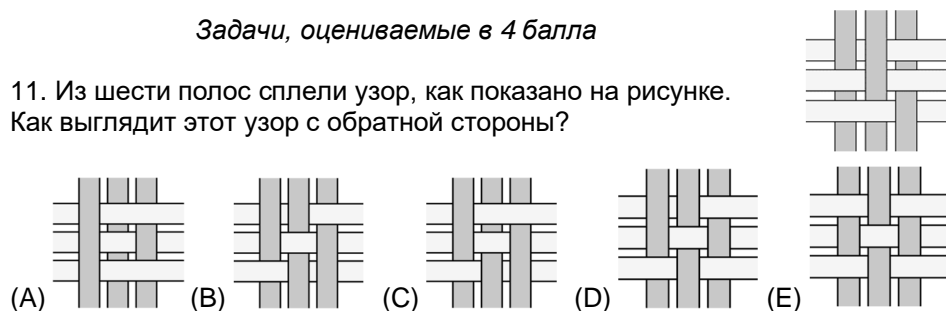 Задачи, оцениваемые в 4 балла
11. Из шести полос сплели узор, как показано на рисунке.
Как выглядит этот узор с обратной стороны?
(A) (B) (C) (D) (E)